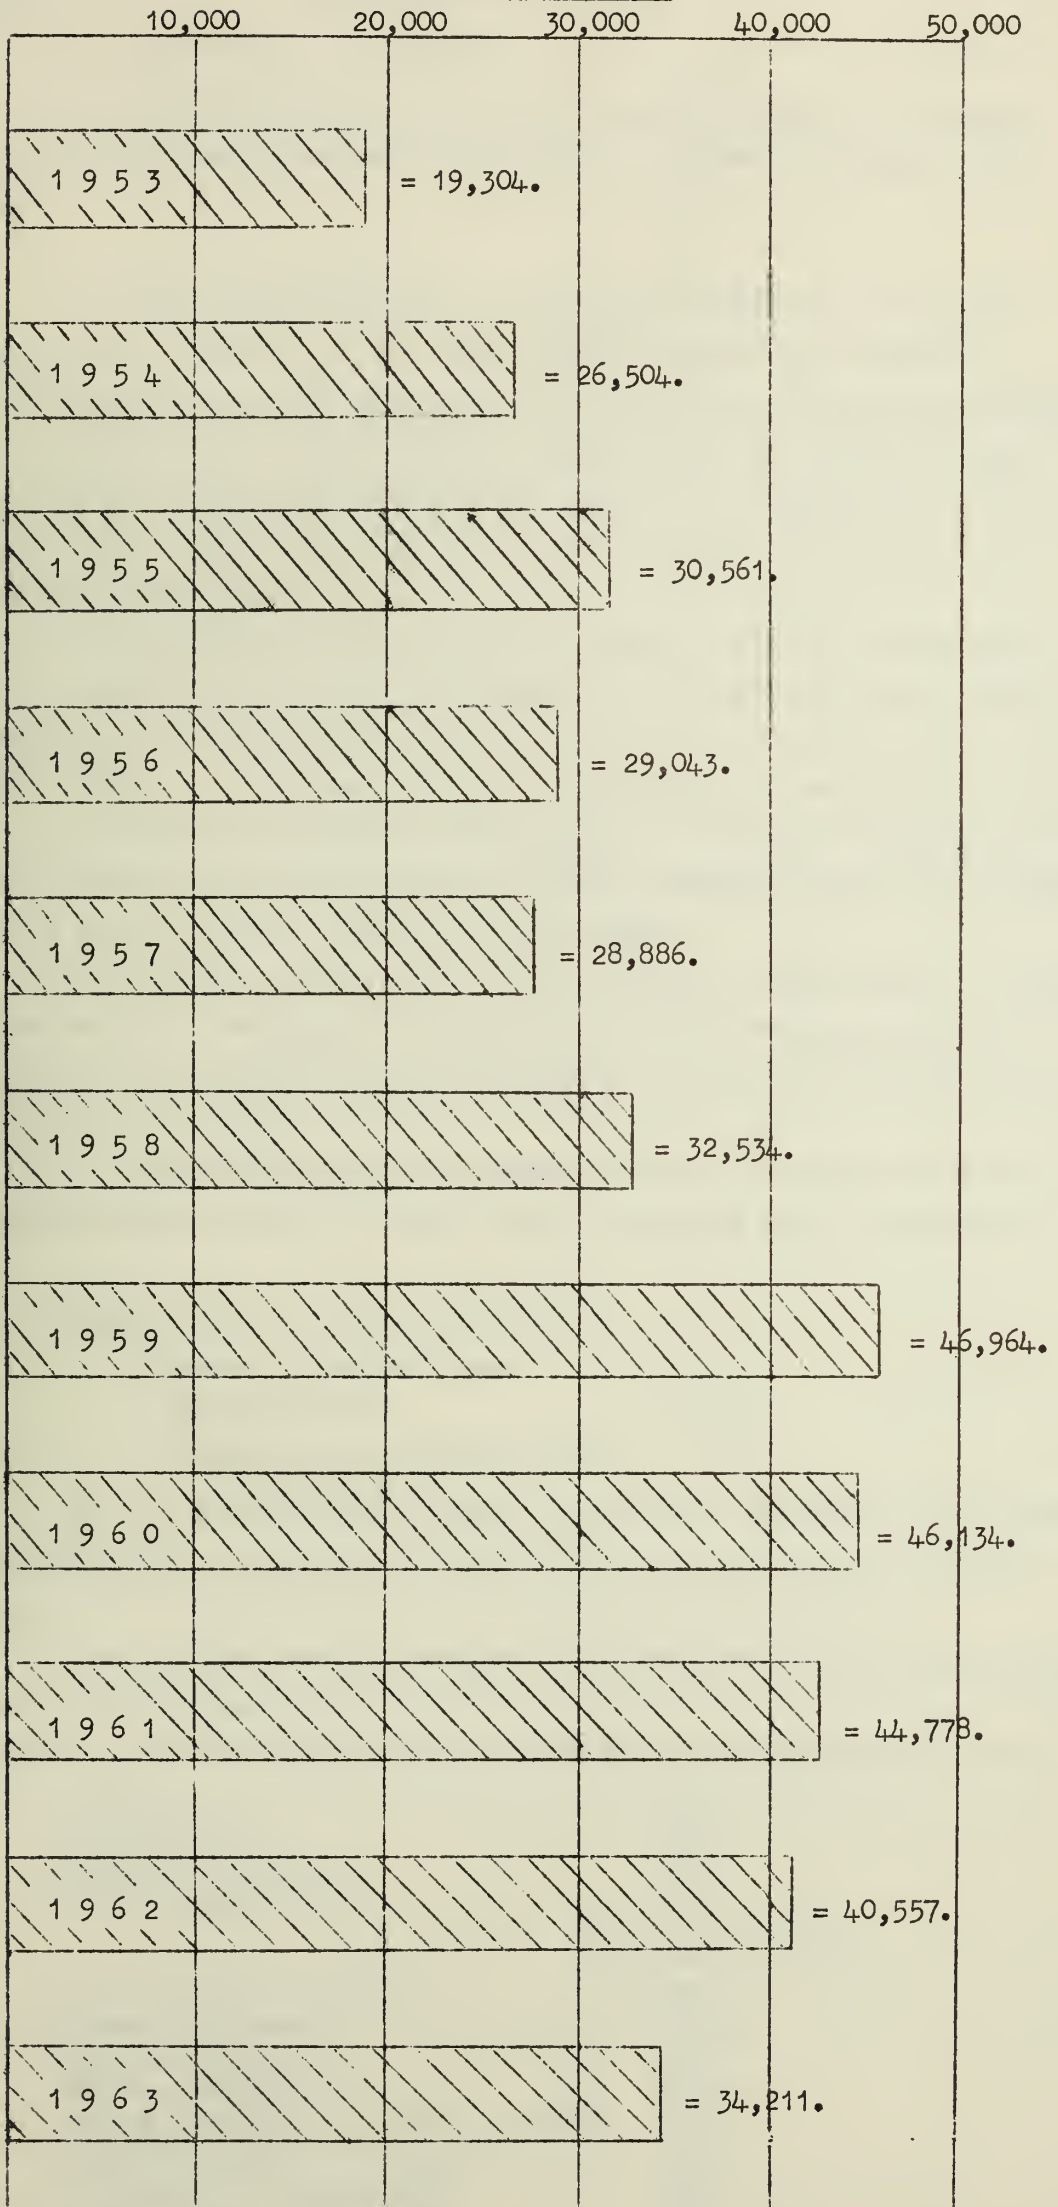 10,000 20,000 30,000 40,000 50,000
1 9 5 3 = 19,304.
1 9 5 4 = 26,504.
1 9 5 5 = 30,561.
1 9 5 6 = 29,043.
1 9 5 7 = 28,886.
1 9 5 8 = 32,534.
1 9 5 9 = 46,964.
1 9 6 0 = 46,134.
1 9 6 1 = 44,778.
1 9 6 2 = 40,557.
1 9 6 3 = 34,211.